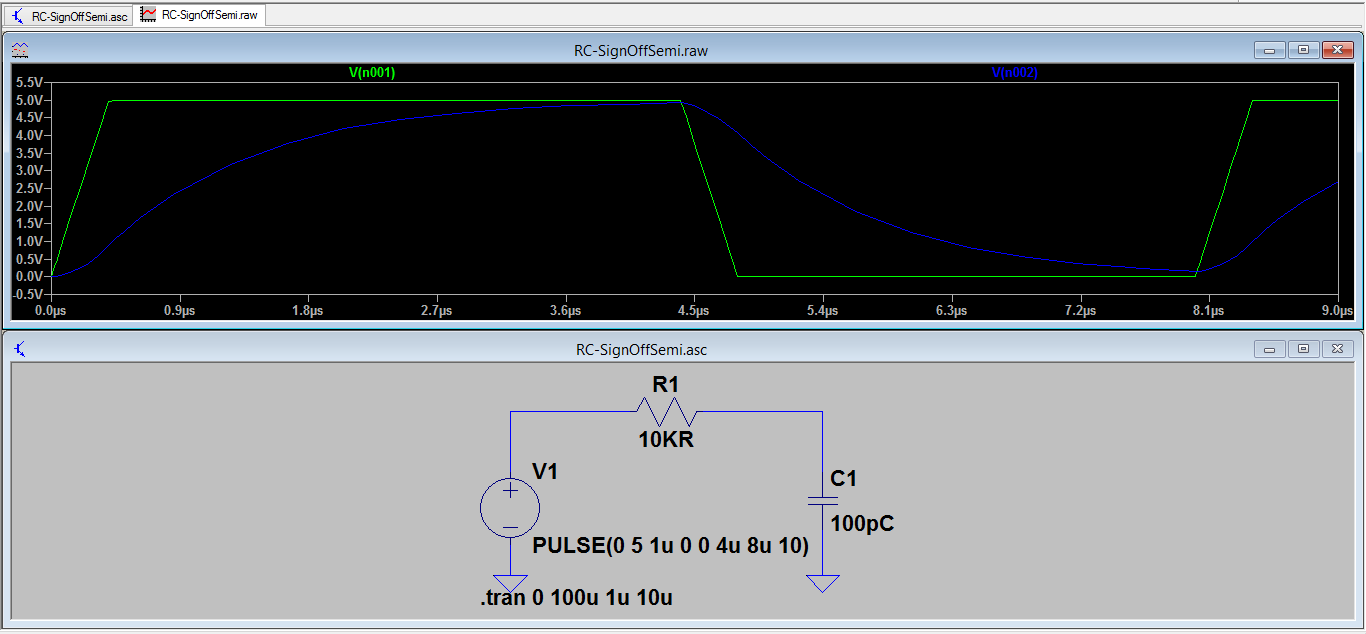 RC-SignOffSemi.asc RC-SignOffSemi.raw
RC-SignOffSemi.raw
V(n001) V(n002)
5.5V
5.0V
4.5V
4.0V
3.5V
3.0V
2.5V
2.0V
1.5V
1.0V
0.5V
0.0V
-0.5V
0.0µs 0.9µs 1.8µs 2.7µs 3.6µs 4.5µs 5.4µs 6.3µs 7.2µs 8.1µs 9.0µs
RC-SignOffSemi.asc
R1
10KR
V1
C1
100pC
PULSE(0 5 1u 0 0 4u 8u 10)
.tran 0 100u 1u 10u